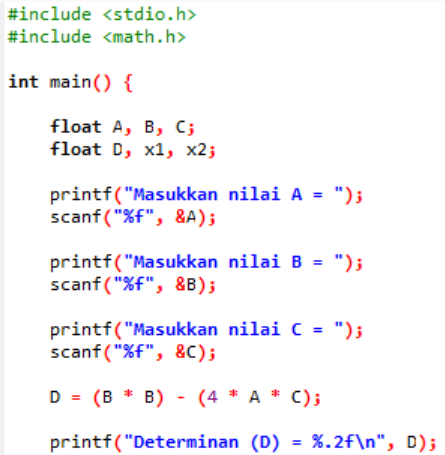 #include <stdio.h>
#include <math.h>
int main() {
float A, B, C;
float D, x1, x2;
printf("Masukkan nilai A = ");
scanf("%f", &A);
printf("Masukkan nilai B = ");
scanf("%f", &B);
printf("Masukkan nilai C = ");
scanf("%f", &C);
D = (B * B) - (4 * A * C);
printf("Determinan (D) = %.2f\n", D);